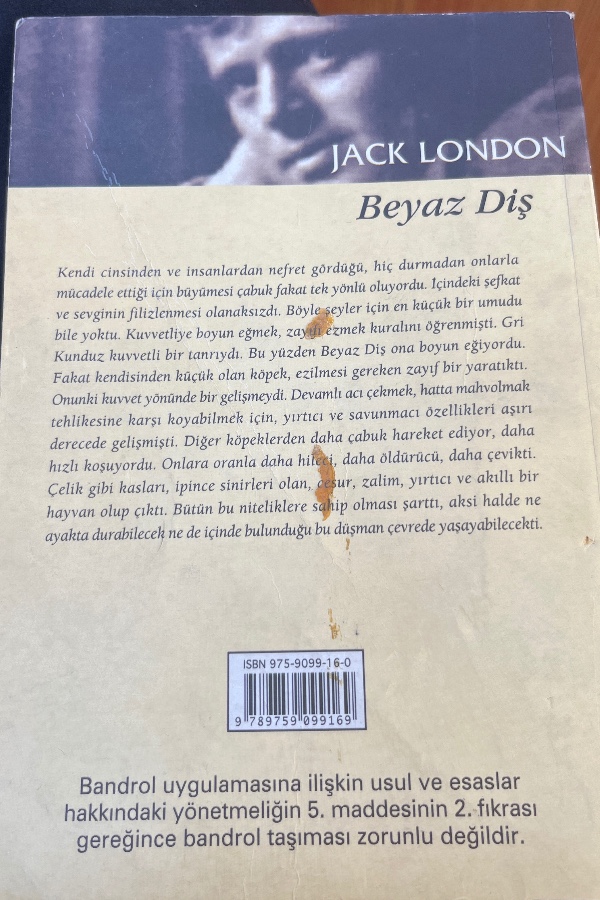 JACK LONDON
Beyaz Diş
Kendi cinsinden ve insanlardan nefret gördüğü, hiç durmadan onlarla
mücadele ettiği için büyümesi çabuk fakat tek yönlü oluyordu. İçindeki şefkat
ve sevginin filizlenmesi olanaksızdı. Böyle şeyler için en küçük bir umudu
bile yoktu. Kuvvetliye boyun eğmek, zayıfı ezmek kuralını öğrenmişti. Gri
Kunduz kuvvetli bir tanrıydı. Bu yüzden Beyaz Diş ona boyun eğiyordu.
Fakat kendisinden küçük olan köpek, ezilmesi gereken zayıf bir yaratıktı.
Onunki kuvvet yönünde bir gelişmeydi. Devamlı acı çekmek, hatta mahvolmak
tehlikesine karşı koyabilmek için, yırtıcı ve savunmacı özellikleri aşırı
derecede gelişmişti. Diğer köpeklerden daha çabuk hareket ediyor, daha
hızlı koşuyordu. Onlara oranla daha hileci, daha öldürücü, daha çevikti.
Çelik gibi kasları, ipince sinirleri olan, cesur, zalim, yırtıcı ve akıllı bir
hayvan olup çıktı. Bütün bu niteliklere sahip olması şarttı, aksi halde ne
ayakta durabilecek ne de içinde bulunduğu bu düşman çevrede yaşayabilecekti.
ISBN 975-9099-16-0
9 789759 099169
Bandrol uygulamasına ilişkin usul ve esaslar
hakkındaki yönetmeliğin 5. maddesinin 2. fıkrası
gereğince bandrol taşıması zorunlu değildir.